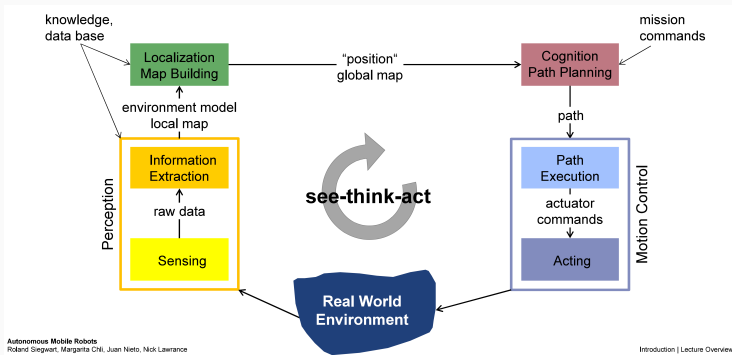 knowledge,
data base
Localization
Map Building
“position“
global map
Cognition
Path Planning
mission
commands
environment model
local map
path
Perception
Information
Extraction
raw data
Sensing
see-think-act
Path
Execution
actuator
commands
Acting
Motion Control
Real World
Environment
Autonomous Mobile Robots
Roland Siegwart, Margarita Chli, Juan Nieto, Nick Lawrance
Introduction | Lecture Overview